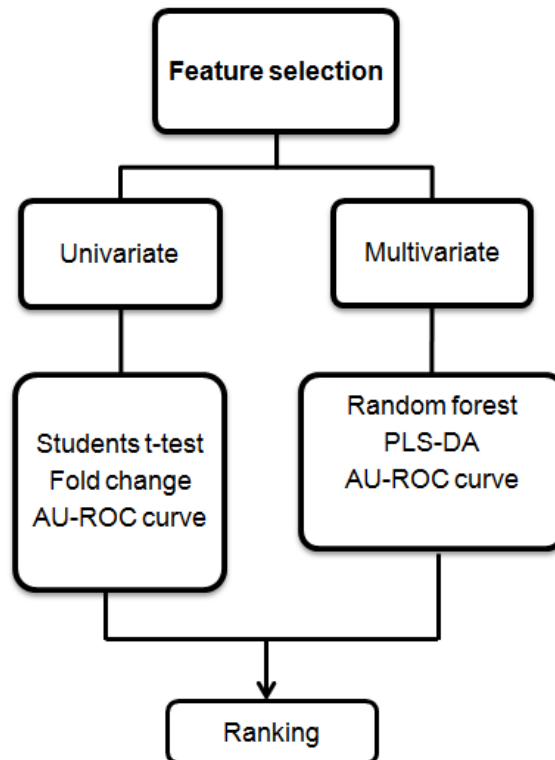 Feature selection
Univariate
Multivariate
Students t-test
Fold change
AU-ROC curve
Random forest
PLS-DA
AU-ROC curve
Ranking